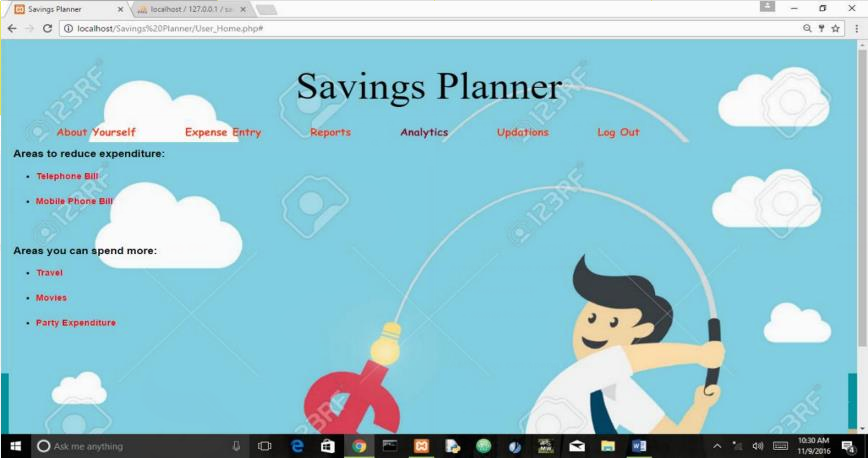 Savings Planner
localhost / 127.0.0.1 / sa
localhost/Savings%20Planner/User_Home.php#
Savings Planner
About Yourself Expense Entry Reports Analytics Updations Log Out
Areas to reduce expenditure:
• Telephone Bill
• Mobile Phone Bill
Areas you can spend more:
• Travel
• Movies
• Party Expenditure
123RF
123RF
123RF
123RF
123RF
Ask me anything
10:30 AM
11/9/2016